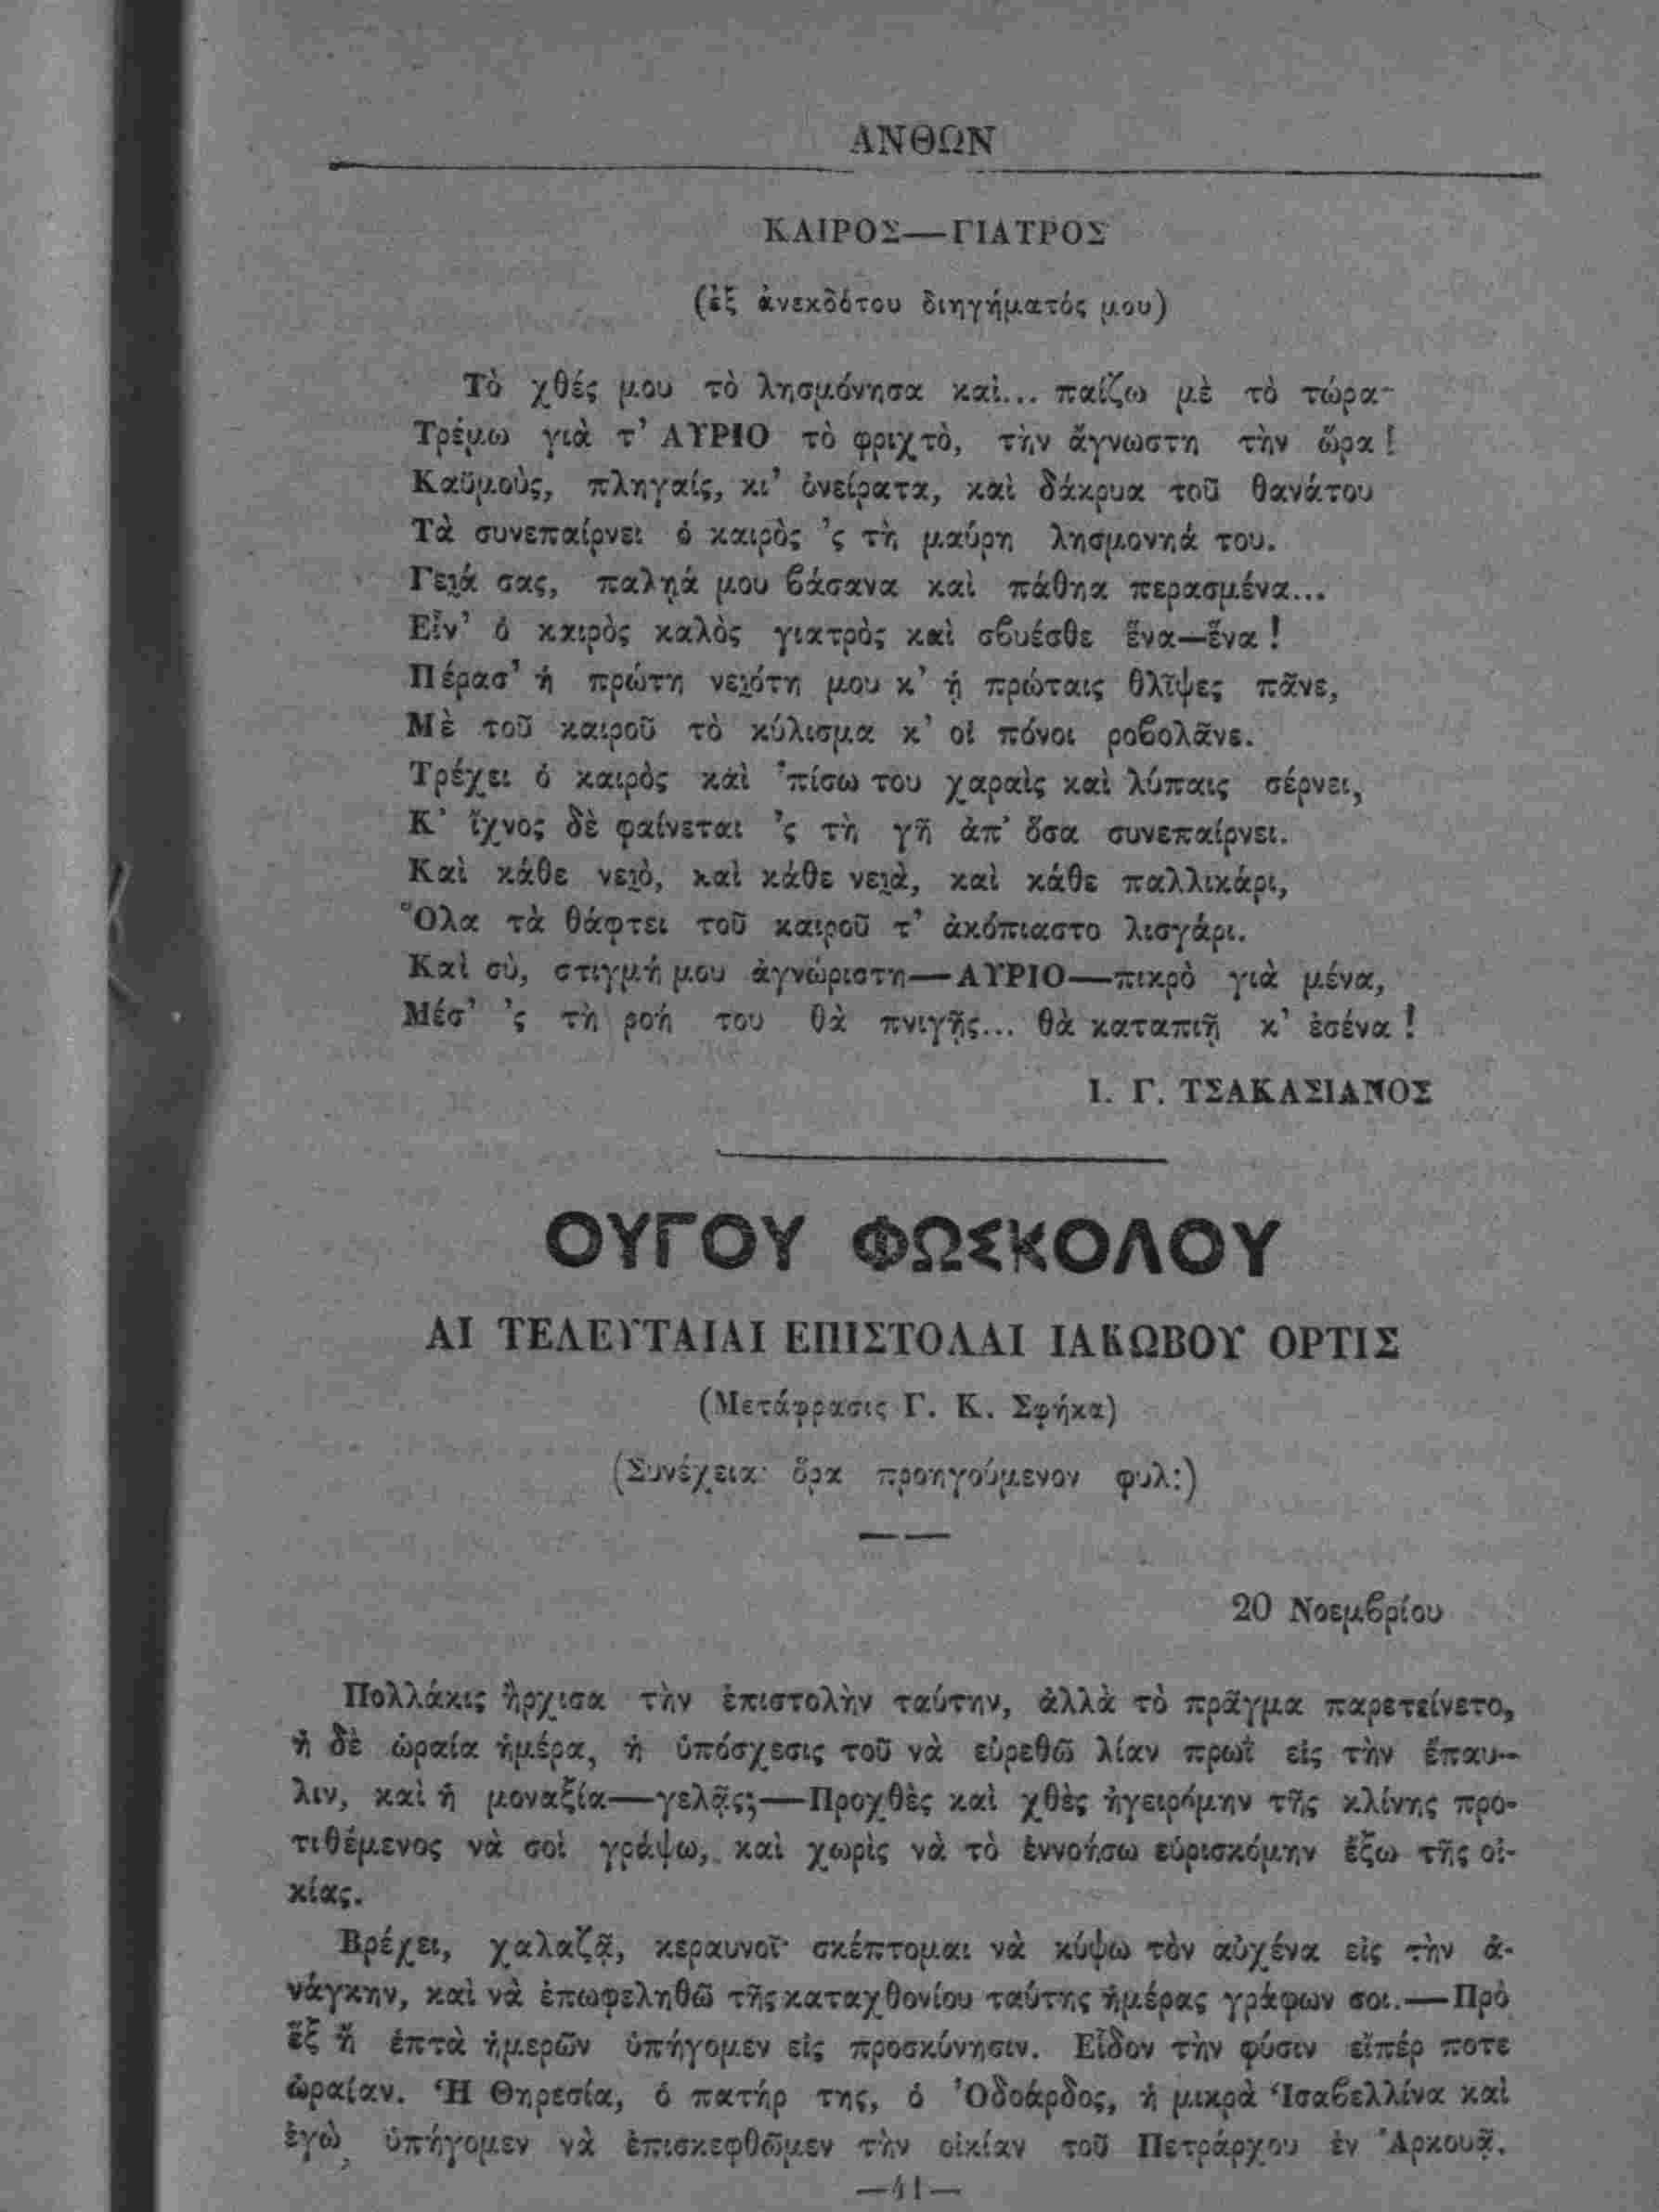 ΑΝΘΩΝ
ΚΑΙΡΟΣ—ΓΙΑΤΡΟΣ
(ἐξ ἀνεκδότου διηγήματός μου)
Τὸ χθές μου τὸ λησμόνησα καὶ... παίζω μὲ τὸ τώρα·
Τρέμω γιὰ τ' ΑΥΡΙΟ τὸ φριχτὸ, τὴν ἄγνωστη τὴν ὥρα!
Καϋμοὺς, πληγαίς, κι' ὀνείρατα, καὶ δάκρυα τοῦ θανάτου
Τὰ συνεπαίρνει ὁ καιρὸς 'ς τὴ μαύρη λησμονηά του.
Γειά σας, παληά μου βάσανα καὶ πάθηα περασμένα...
Εἶν' ὁ καιρὸς καλὸς γιατρὸς καὶ σβυέσθε ἕνα—ἕνα!
Πέρασ' ἡ πρώτη νειότη μου κ' ᾑ πρώταις θλῖψες πᾶνε,
Μὲ τοῦ καιροῦ τὸ κύλισμα κ' οἱ πόνοι ροβολᾶνε.
Τρέχει ὁ καιρὸς καὶ 'πίσω του χαραὶς καὶ λύπαις σέρνει,
Κ' ἴχνος δὲ φαίνεται 'ς τὴ γῆ ἀπ' ὅσα συνεπαίρνει.
Καὶ κάθε νειὸ, καὶ κάθε νειὰ, καὶ κάθε παλλικάρι,
Ὅλα τὰ θάφτει τοῦ καιροῦ τ' ἀκόπιαστο λισγάρι.
Καὶ σὺ, στιγμή μου ἀγνώριστη—ΑΥΡΙΟ—πικρὸ γιὰ μένα,
Μέσ' 'ς τὴ ροή του θὰ πνιγῇς... θὰ καταπιῇ κ' ἐσένα!
Ι. Γ. ΤΣΑΚΑΣΙΑΝΟΣ
ΟΥΓΟΥ ΦΩΣΚΟΛΟΥ
ΑΙ ΤΕΛΕΥΤΑΙΑΙ ΕΠΙΣΤΟΛΑΙ ΙΑΚΩΒΟΥ ΟΡΤΙΣ
(Μετάφρασις Γ. Κ. Σφήκα)
(Συνέχεια· ὅρα προηγούμενον φυλ:)
20 Νοεμβρίου
Πολλάκις ἤρχισα τὴν ἐπιστολὴν ταύτην, ἀλλὰ τὸ πρᾶγμα παρετείνετο,
ἡ δὲ ὡραία ἡμέρα, ἡ ὑπόσχεσις τοῦ νὰ εὑρεθῶ λίαν πρωῒ εἰς τὴν ἔπαυ-
λιν, καὶ ἡ μοναξία—γελᾷς;—Προχθὲς καὶ χθὲς ἠγειρόμην τῆς κλίνης προ-
τιθέμενος νὰ σοὶ γράψω, καὶ χωρὶς νὰ τὸ ἐννοήσω εὑρισκόμην ἔξω τῆς οἰ-
κίας.
Βρέχει, χαλαζᾷ, κεραυνοῖ· σκέπτομαι νὰ κύψω τὸν αὐχένα εἰς τὴν ἀ-
νάγκην, καὶ νὰ ἐπωφεληθῶ τῆς καταχθονίου ταύτης ἡμέρας γράφων σοι.—Πρὸ
ἓξ ἢ ἑπτὰ ἡμερῶν ὑπήγομεν εἰς προσκύνησιν. Εἶδον τὴν φύσιν εἴπέρ ποτε
ὡραίαν. Ἡ Θηρεσία, ὁ πατήρ της, ὁ Ὀδοάρδος, ἡ μικρὰ Ἰσαβελλίνα καὶ
ἐγὼ, ὑπήγομεν νὰ ἐπισκεφθῶμεν τὴν οἰκίαν τοῦ Πετράρχου ἐν Ἀρκουᾷ.
—41—